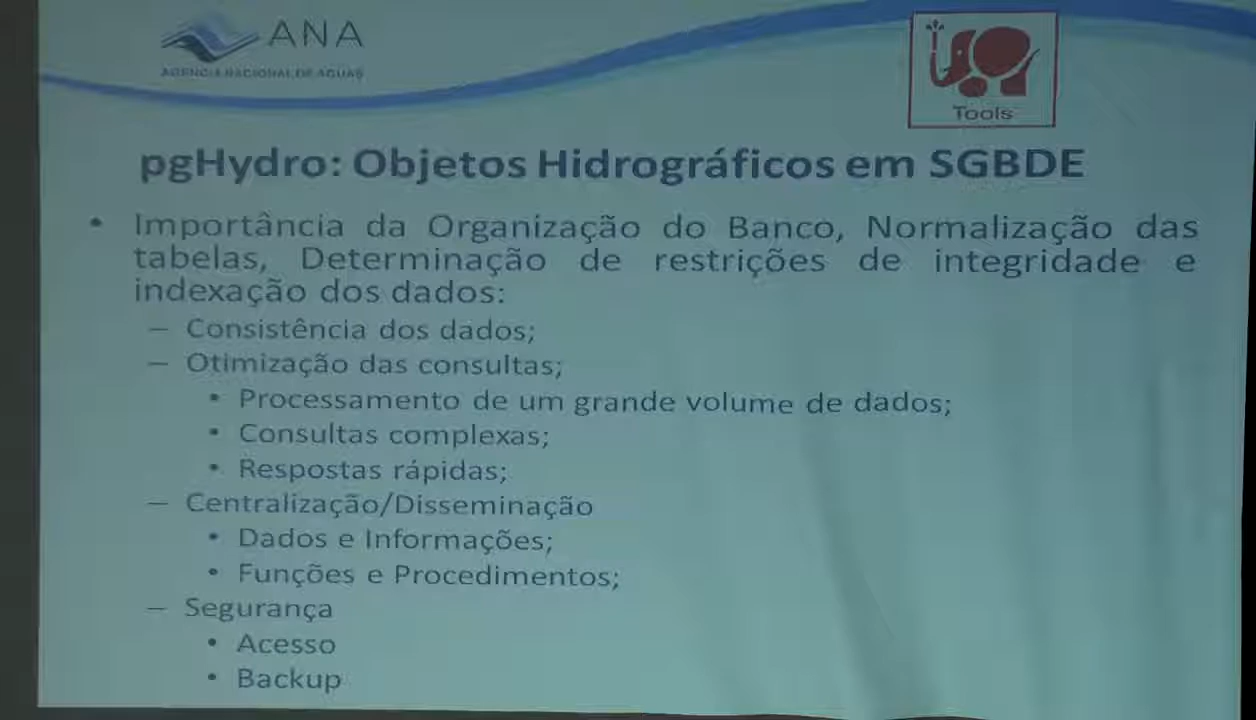 ANA
AGÊNCIA NACIONAL DE ÁGUAS
Tools
pgHydro: Objetos Hidrográficos em SGBDE
• Importância da Organização do Banco, Normalização das
tabelas, Determinação de restrições de integridade e
indexação dos dados:
– Consistência dos dados;
– Otimização das consultas;
• Processamento de um grande volume de dados;
• Consultas complexas;
• Respostas rápidas;
– Centralização/Disseminação
• Dados e Informações;
• Funções e Procedimentos;
– Segurança
• Acesso
• Backup